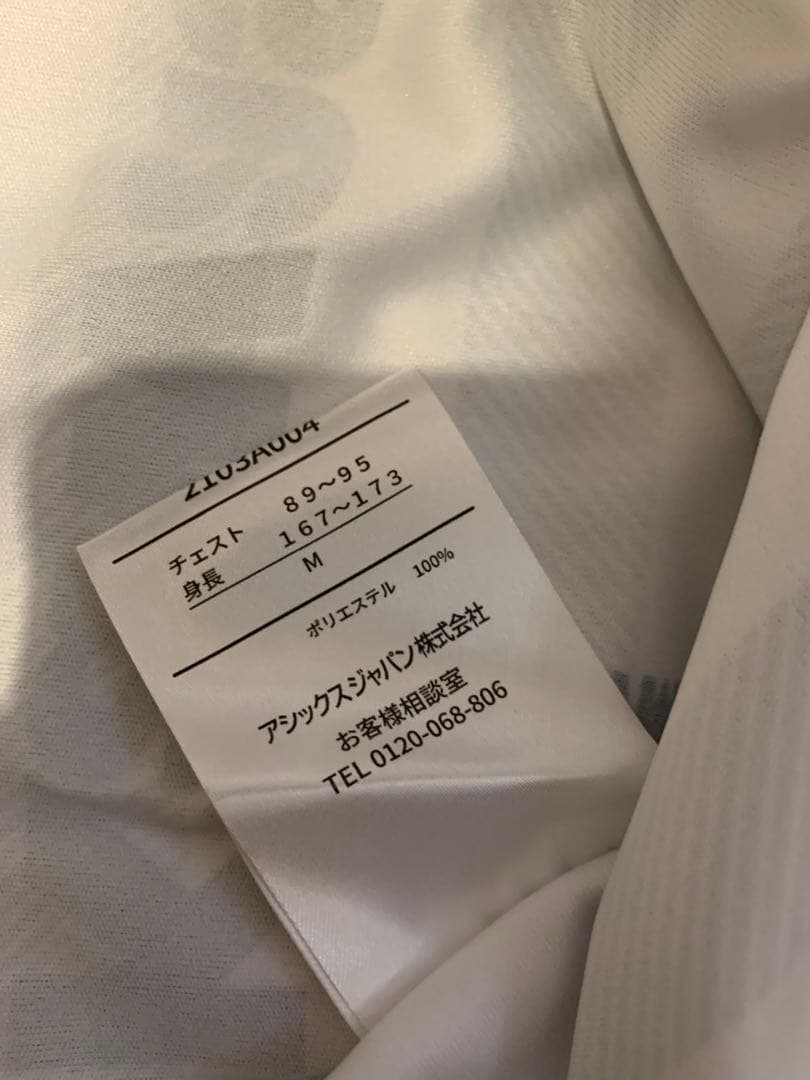 2103A004
チェスト 89～95
身長 167～173
M
ポリエステル 100%
アシックスジャパン株式会社
お客様相談室
TEL 0120-068-806